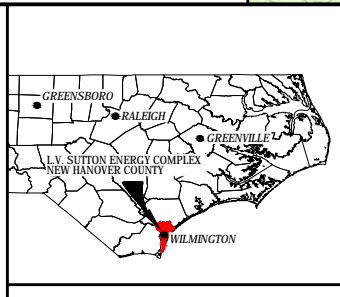 GREENSBORO
RALEIGH
GREENVILLE
L.V. SUTTON ENERGY COMPLEX
NEW HANOVER COUNTY
WILMINGTON